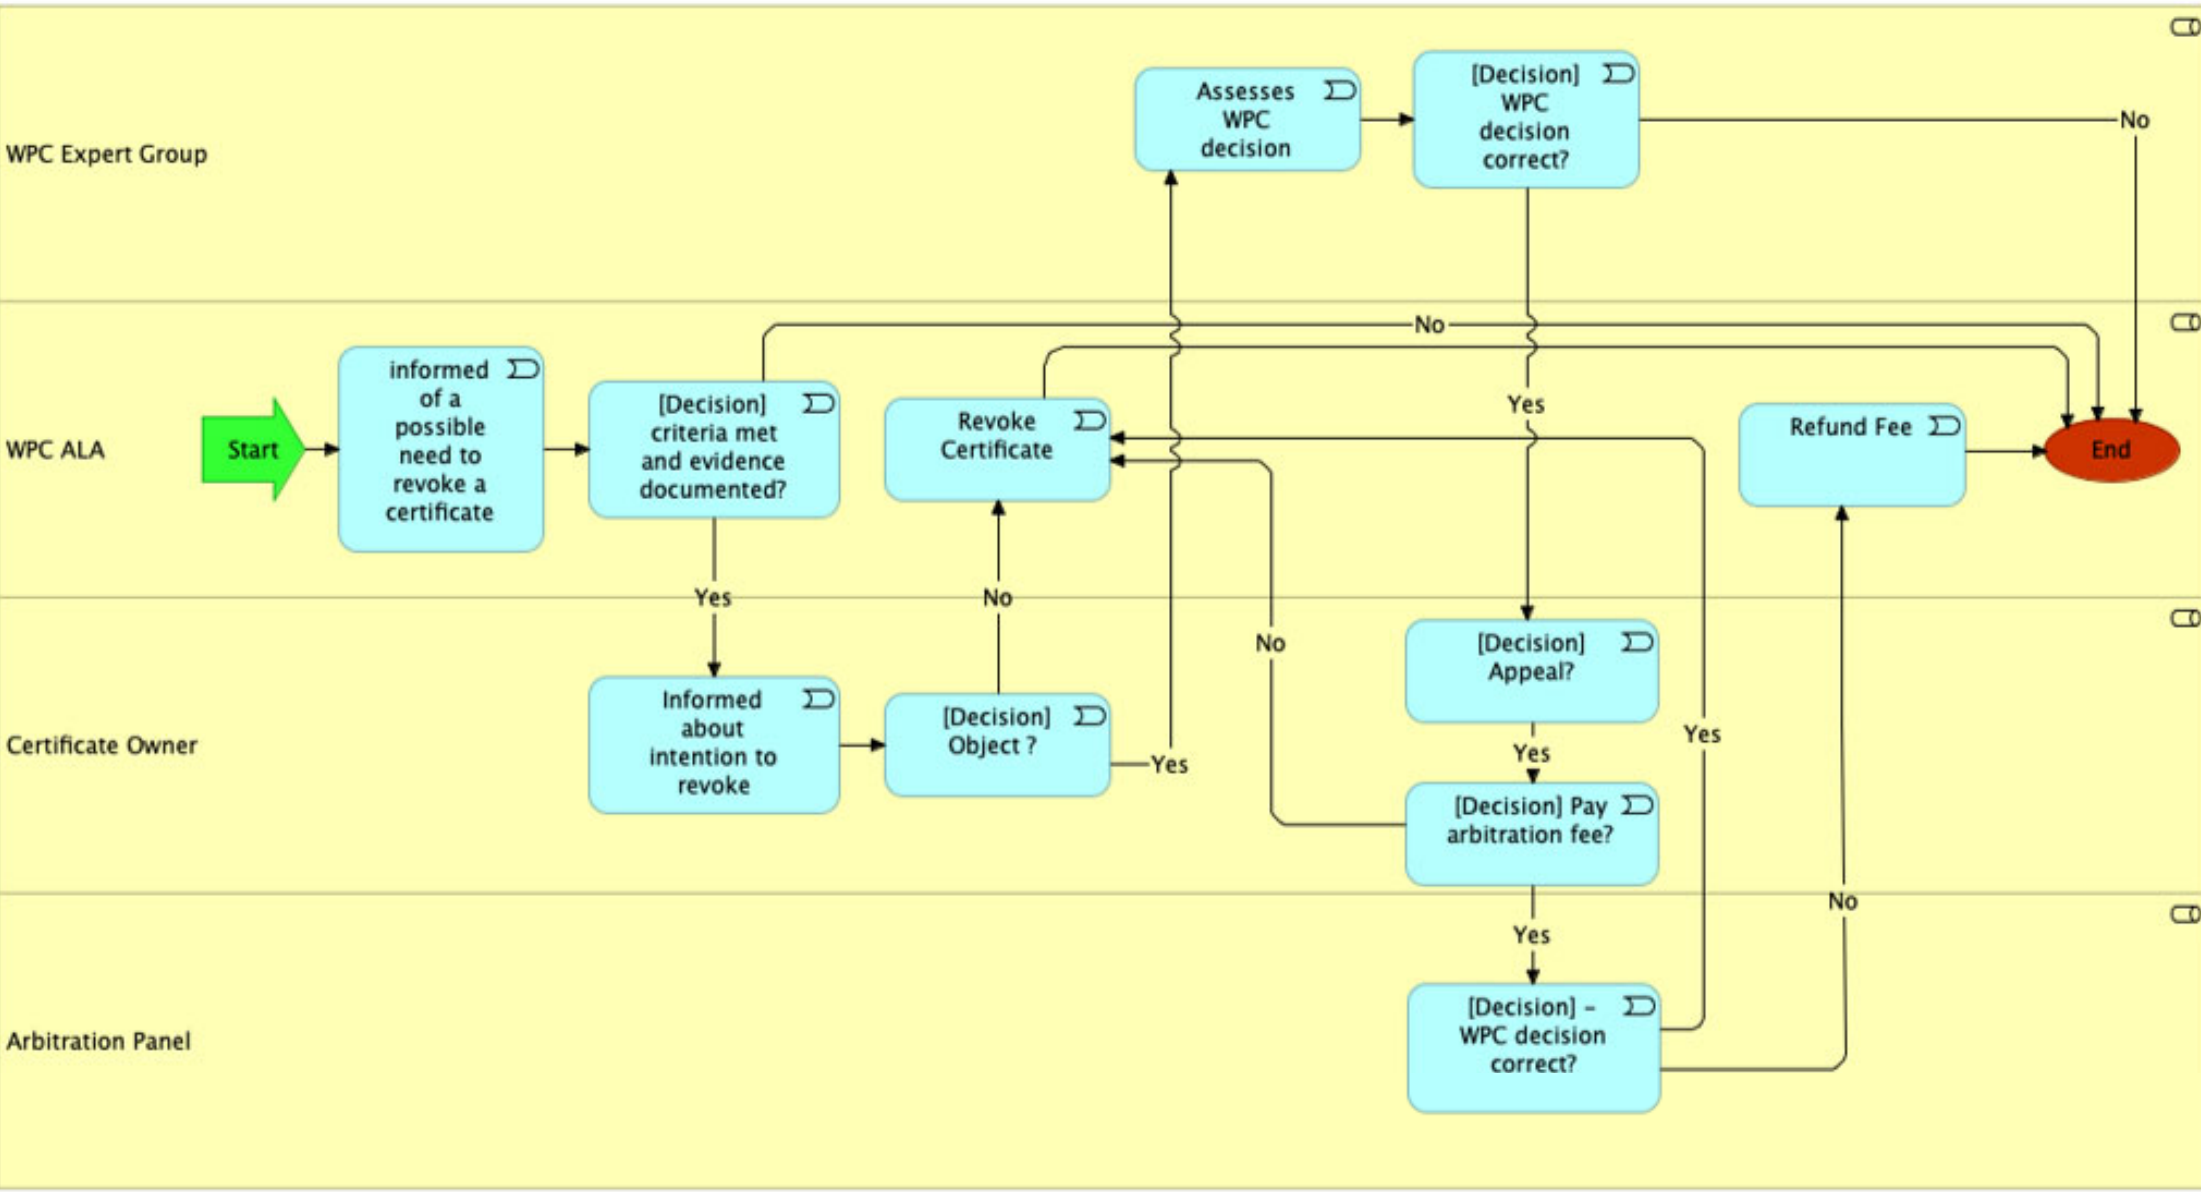 WPC Expert Group
Assesses
WPC
decision
[Decision]
WPC
decision
correct?
No
WPC ALA
Start
informed
of a
possible
need to
revoke a
certificate
[Decision]
criteria met
and evidence
documented?
No
Revoke
Certificate
Yes
Refund Fee
End
Yes
No
Certificate Owner
Informed
about
intention to
revoke
[Decision]
Object ?
Yes
No
[Decision]
Appeal?
Yes
Yes
[Decision] Pay
arbitration fee?
Yes
No
Arbitration Panel
[Decision] –
WPC decision
correct?